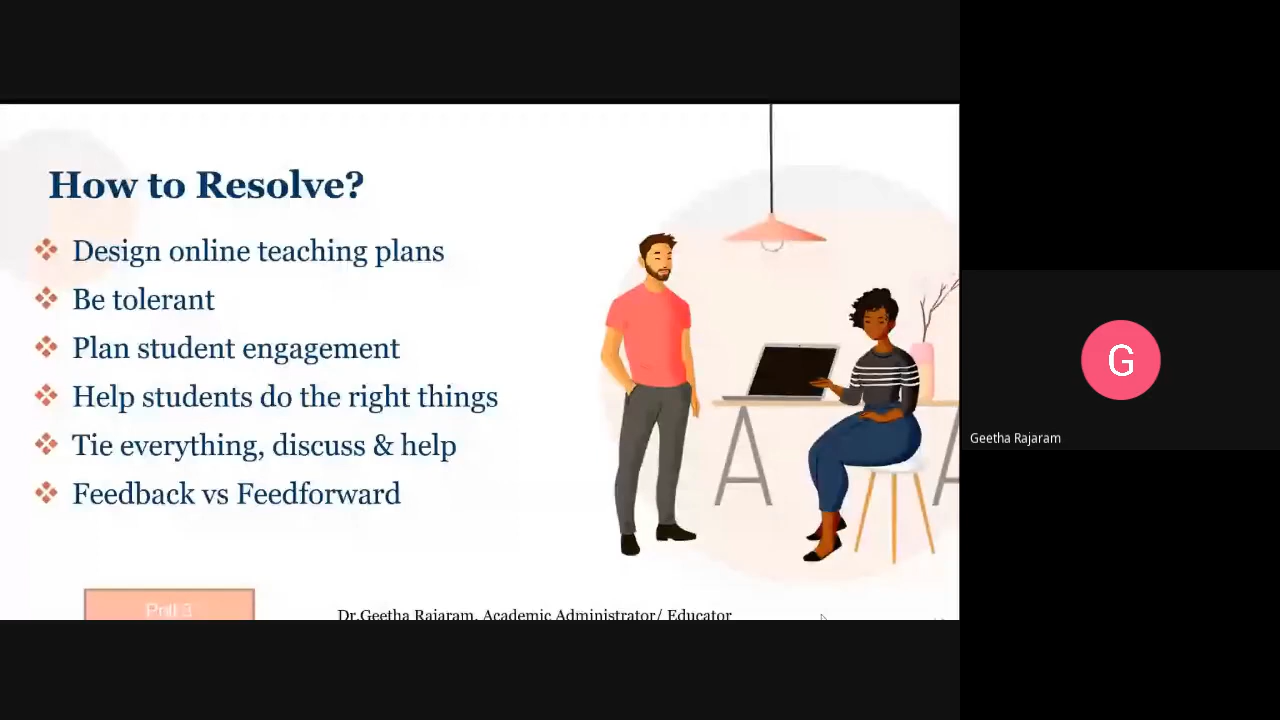 How to Resolve?
Design online teaching plans
Be tolerant
Plan student engagement
Help students do the right things
Tie everything, discuss & help
Feedback vs Feedforward
Poll 3
Dr.Geetha Rajaram, Academic Administrator/ Educator
G
Geetha Rajaram